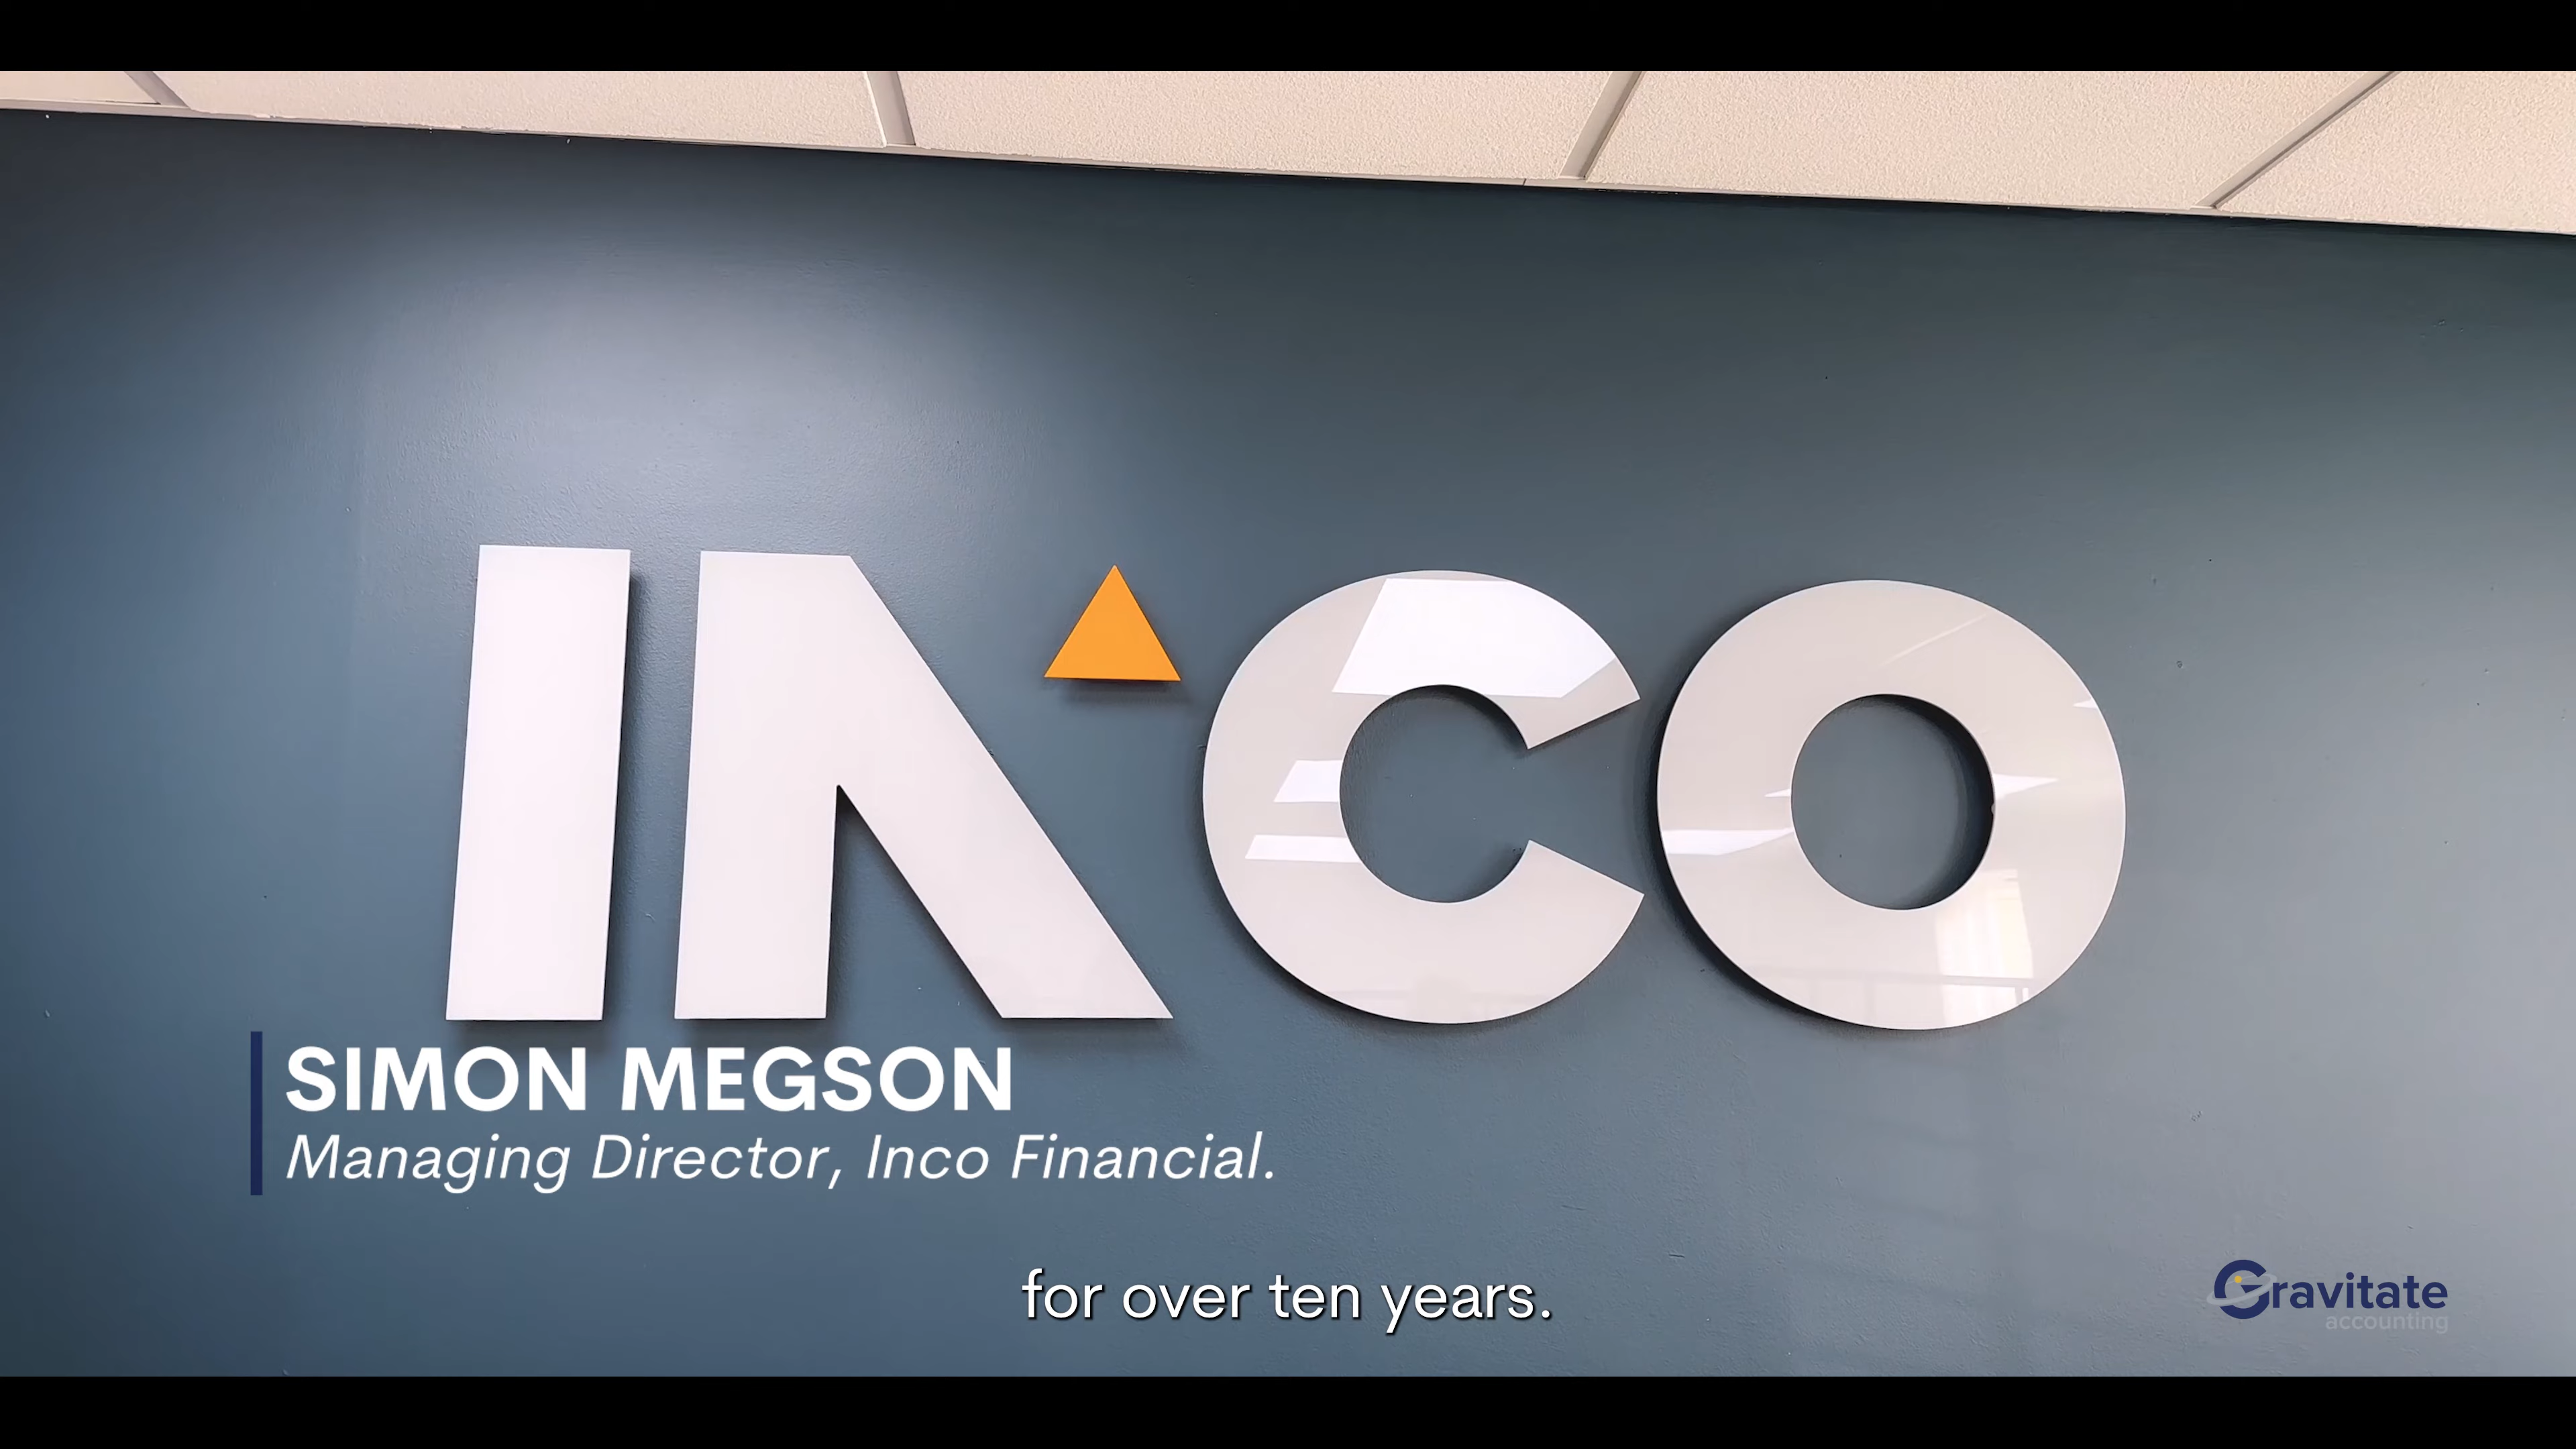 INCO
SIMON MEGSON
Managing Director, Inco Financial.
for over ten years.
Gravitate
accounting